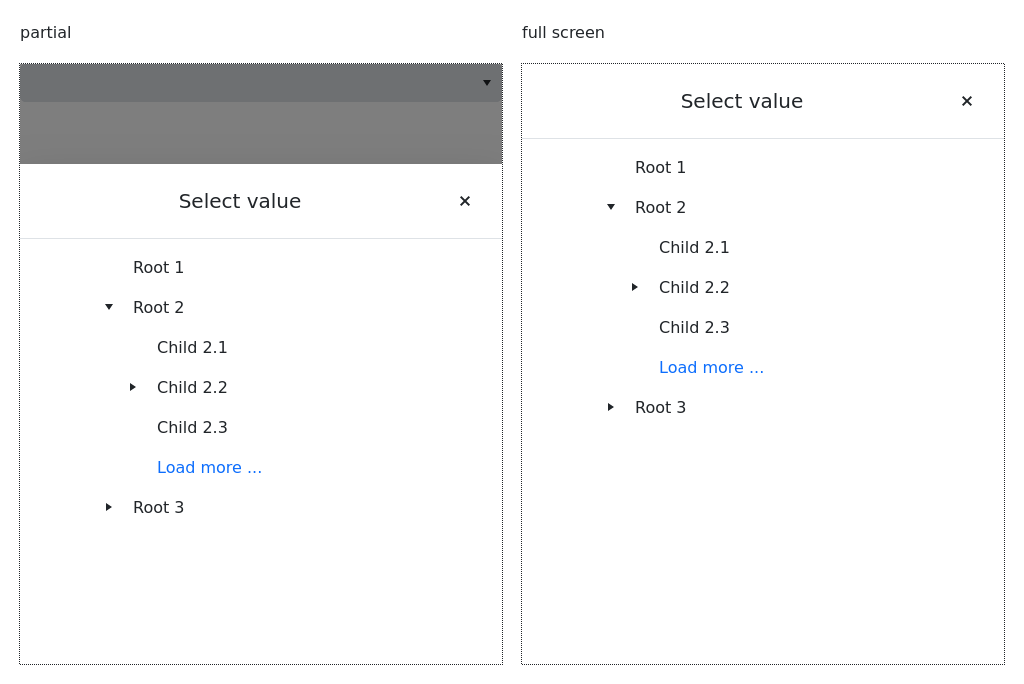 partial
Select value
Root 1
Root 2
Child 2.1
Child 2.2
Child 2.3
Load more ...
Root 3
full screen
Select value
Root 1
Root 2
Child 2.1
Child 2.2
Child 2.3
Load more ...
Root 3